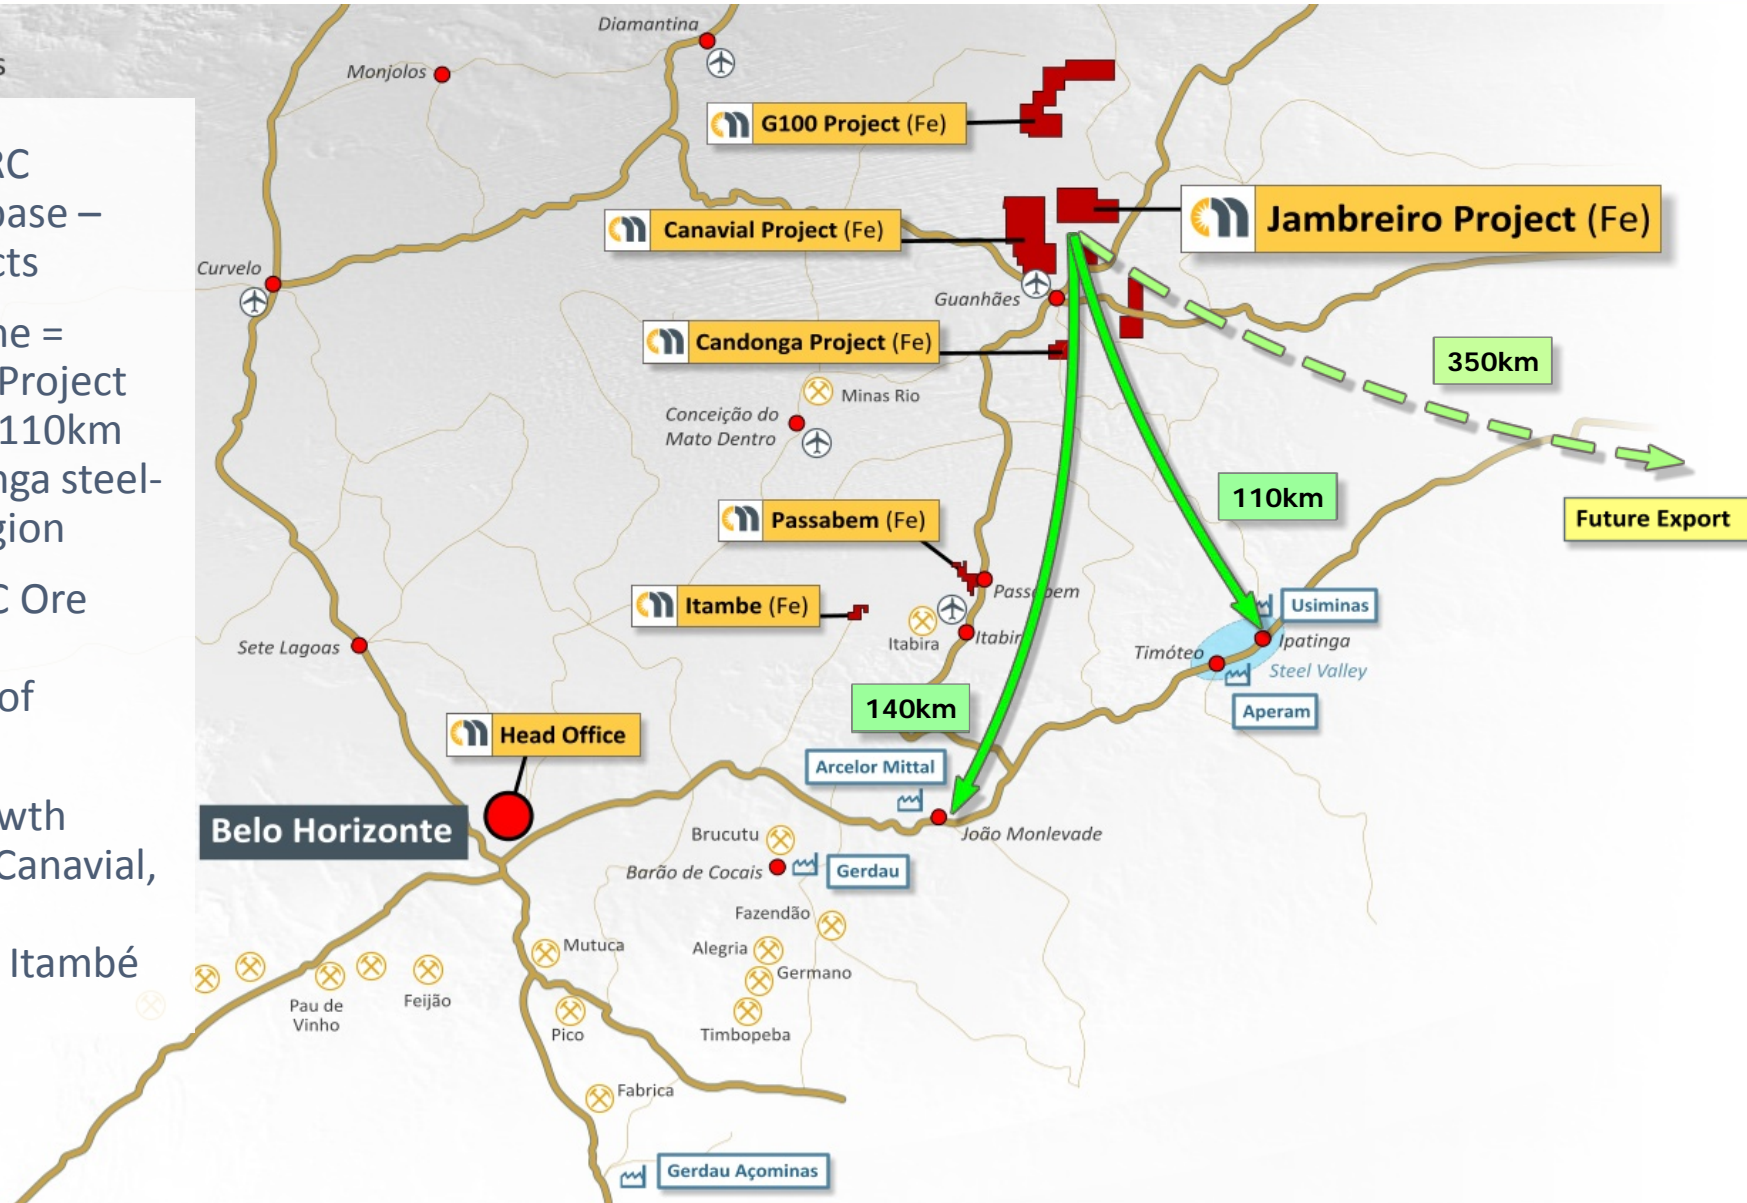 s
RC
base –
cts
ne =
Project
110km
nga steel-
gion
C Ore
of
wth
Canavial,
Itambé
Diamantina
Monjolos
G100 Project (Fe)
Jambreiro Project (Fe)
Canavial Project (Fe)
Curvelo
Guanhães
Candonga Project (Fe)
350km
Minas Rio
Conceição do
Mato Dentro
110km
Future Export
Passabem (Fe)
Passabem
Itambe (Fe)
Usiminas
Itabira
Itabir
Sete Lagoas
Ipatinga
Timóteo
Steel Valley
140km
Aperam
Head Office
Arcelor Mittal
Belo Horizonte
Brucutu
João Monlevade
Barão de Cocais
Gerdau
Fazendão
Mutuca
Alegria
Germano
Pau de
Vinho
Feijão
Pico
Timbopeba
Fabrica
Gerdau Açominas